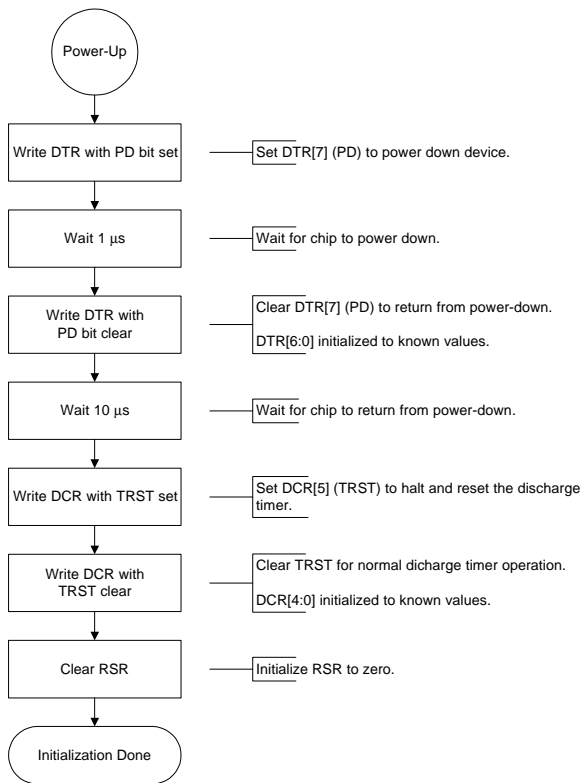 Power-Up
Write DTR with PD bit set
Set DTR[7] (PD) to power down device.
Wait 1 μs
Wait for chip to power down.
Write DTR with
PD bit clear
Clear DTR[7] (PD) to return from power-down.
DTR[6:0] initialized to known values.
Wait 10 μs
Wait for chip to return from power-down.
Write DCR with TRST set
Set DCR[5] (TRST) to halt and reset the discharge
timer.
Write DCR with
TRST clear
Clear TRST for normal dicharge timer operation.
DCR[4:0] initialized to known values.
Clear RSR
Initialize RSR to zero.
Initialization Done